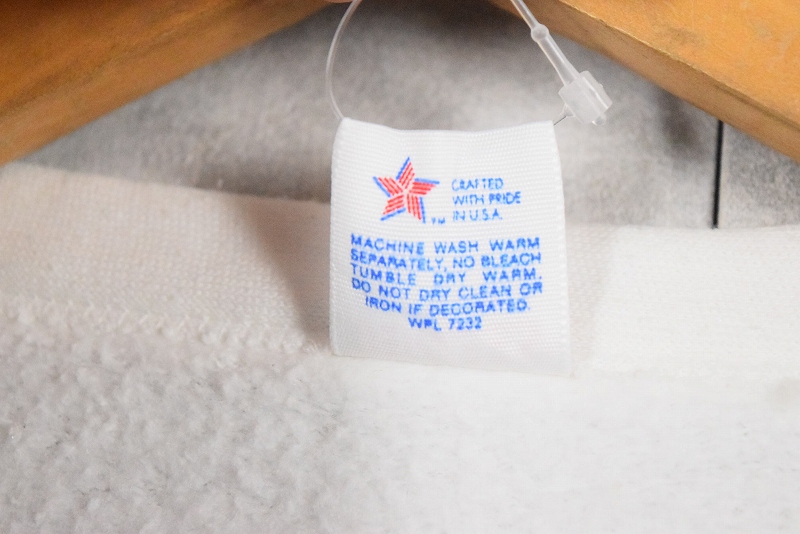 CRAFTED
WITH PRIDE
IN U.S.A.
TM
MACHINE WASH WARM
SEPARATELY, NO BLEACH
TUMBLE DRY WARM.
DO NOT DRY CLEAN OR
IRON IF DECORATED.
WPL 7232